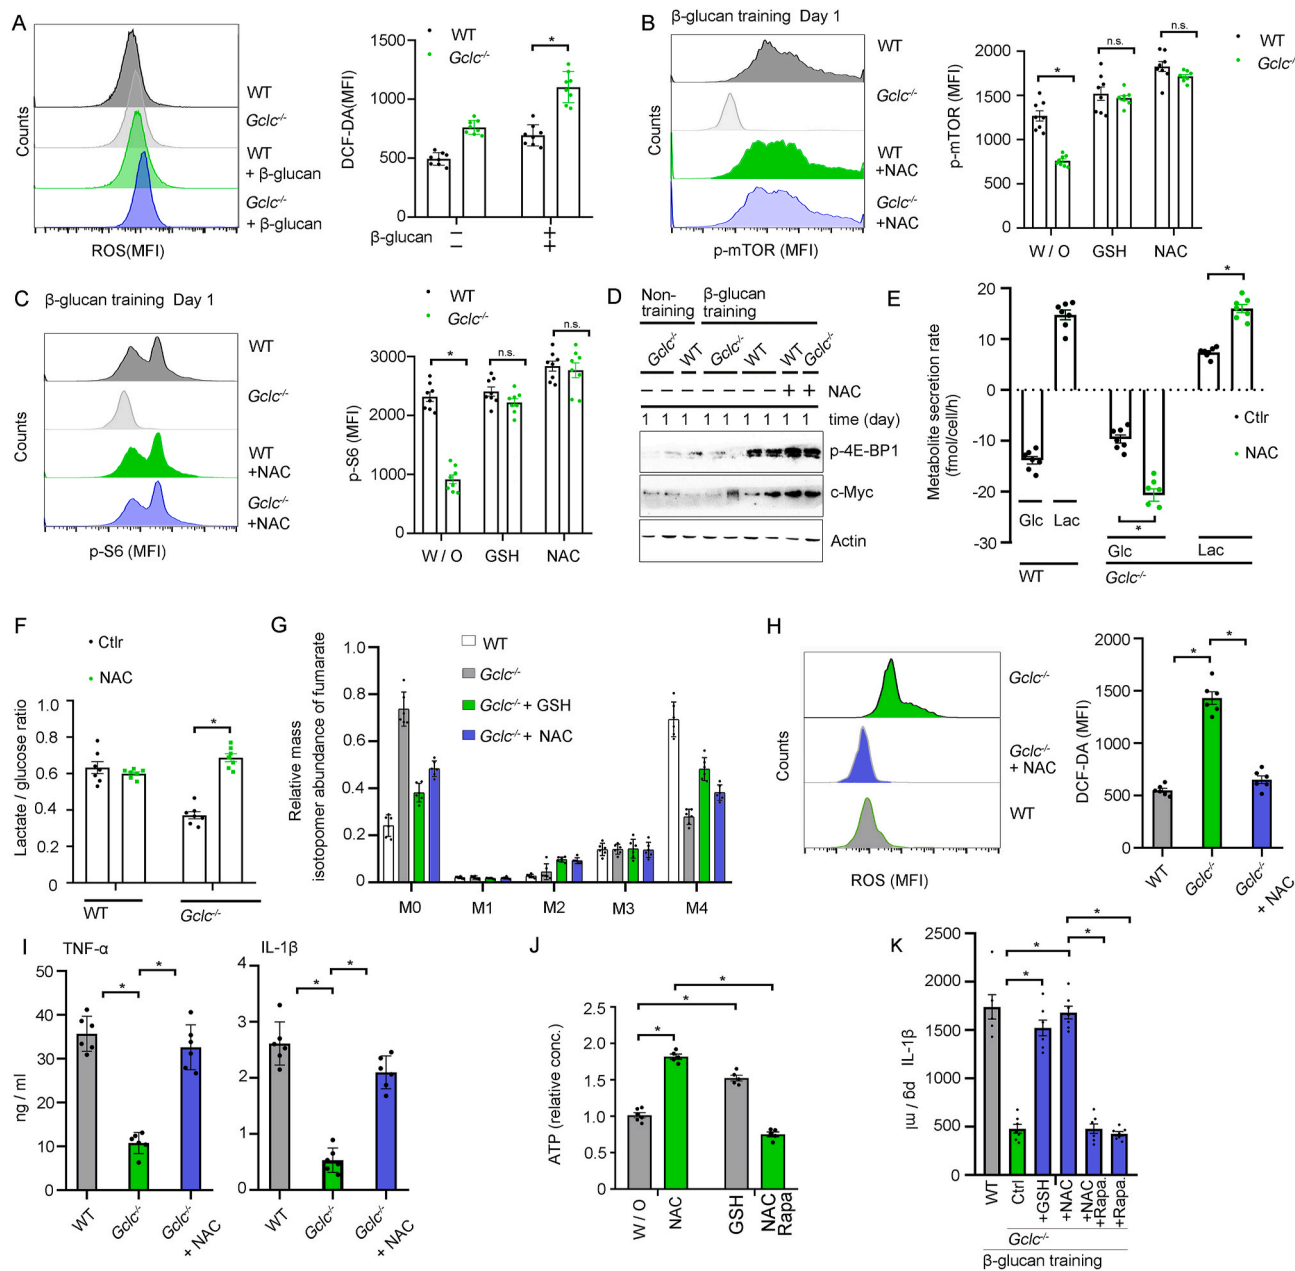 A
Counts
WT
Gclc-/-
WT
+ β-glucan
Gclc-/-
+ β-glucan
ROS(MFI)
WT
Gclc-/-
DCF-DA(MFI)
1500
1000
500
0
*
β-glucan
− +
− +
B
β-glucan training Day 1
Counts
WT
Gclc-/-
WT
+NAC
Gclc-/-
+NAC
p-mTOR (MFI)
WT
Gclc-/
p-mTOR (MFI)
2000
1500
1000
500
0
*
n.s.
n.s.
W / O
GSH
NAC
C
β-glucan training Day 1
Counts
WT
Gclc-/-
WT
+NAC
Gclc-/-
+NAC
p-S6 (MFI)
WT
Gclc-/-
p-S6 (MFI)
3000
2000
1000
0
*
n.s.
n.s.
W / O
GSH
NAC
D
Non-
training
β-glucan
training
Gclc-/- WT Gclc-/- WT WT Gclc-/-
− − − − − − − + + NAC
1 1 1 1 1 1 1 1 1 time (day)
p-4E-BP1
c-Myc
Actin
E
Metabolite secretion rate
(fmol/cell/h)
20
10
0
-10
-20
-30
*
*
Ctlr
NAC
Glc
Lac
Glc
Lac
WT
Gclc-/-
F
Ctlr
NAC
Lactate / glucose ratio
1.0
0.8
0.6
0.4
0.2
0
*
WT
Gclc-/-
G
Relative mass
isotopomer abundance of fumarate
1.0
0.8
0.6
0.4
0.2
0
WT
Gclc-/-
Gclc-/- + GSH
Gclc-/- + NAC
M0
M1
M2
M3
M4
H
Counts
Gclc-/-
Gclc-/-
+ NAC
WT
ROS (MFI)
DCF-DA (MFI)
2000
1500
1000
500
0
*
*
WT
Gclc-/-
Gclc-/-
+ NAC
I
TNF-α
ng / ml
50
40
30
20
10
0
*
*
WT
Gclc-/-
Gclc-/-
+ NAC
IL-1β
4
3
2
1
0
*
*
WT
Gclc-/-
Gclc-/-
+ NAC
J
ATP (relative conc.)
2.5
2.0
1.5
1.0
0.5
0
*
*
*
W / O
NAC
GSH
NAC
Rapa
K
pg / ml IL-1β
2500
2000
1500
1000
500
0
*
*
*
*
WT
Ctrl
+GSH
+NAC
+NAC
+Rapa.
+Rapa.
Gclc-/-
β-glucan training